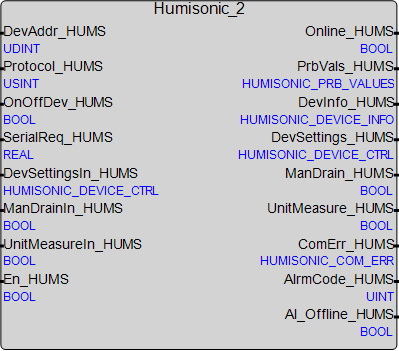 Humisonic_2
DevAddr_HUMS
UDINT
Protocol_HUMS
USINT
OnOffDev_HUMS
BOOL
SerialReq_HUMS
REAL
DevSettingsIn_HUMS
HUMISONIC_DEVICE_CTRL
ManDrainIn_HUMS
BOOL
UnitMeasureIn_HUMS
BOOL
En_HUMS
BOOL
Online_HUMS
BOOL
PrbVals_HUMS
HUMISONIC_PRB_VALUES
DevInfo_HUMS
HUMISONIC_DEVICE_INFO
DevSettings_HUMS
HUMISONIC_DEVICE_CTRL
ManDrain_HUMS
BOOL
UnitMeasure_HUMS
BOOL
ComErr_HUMS
HUMISONIC_COM_ERR
AlrmCode_HUMS
UINT
Al_Offline_HUMS
BOOL